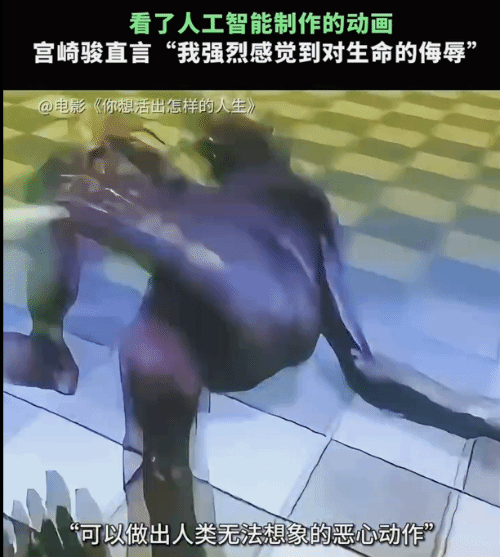 看了人工智能制作的动画
宫崎骏直言“我强烈感觉到对生命的侮辱”
@电影《你想活出怎样的人生》
“可以做出人类无法想象的恶心动作”